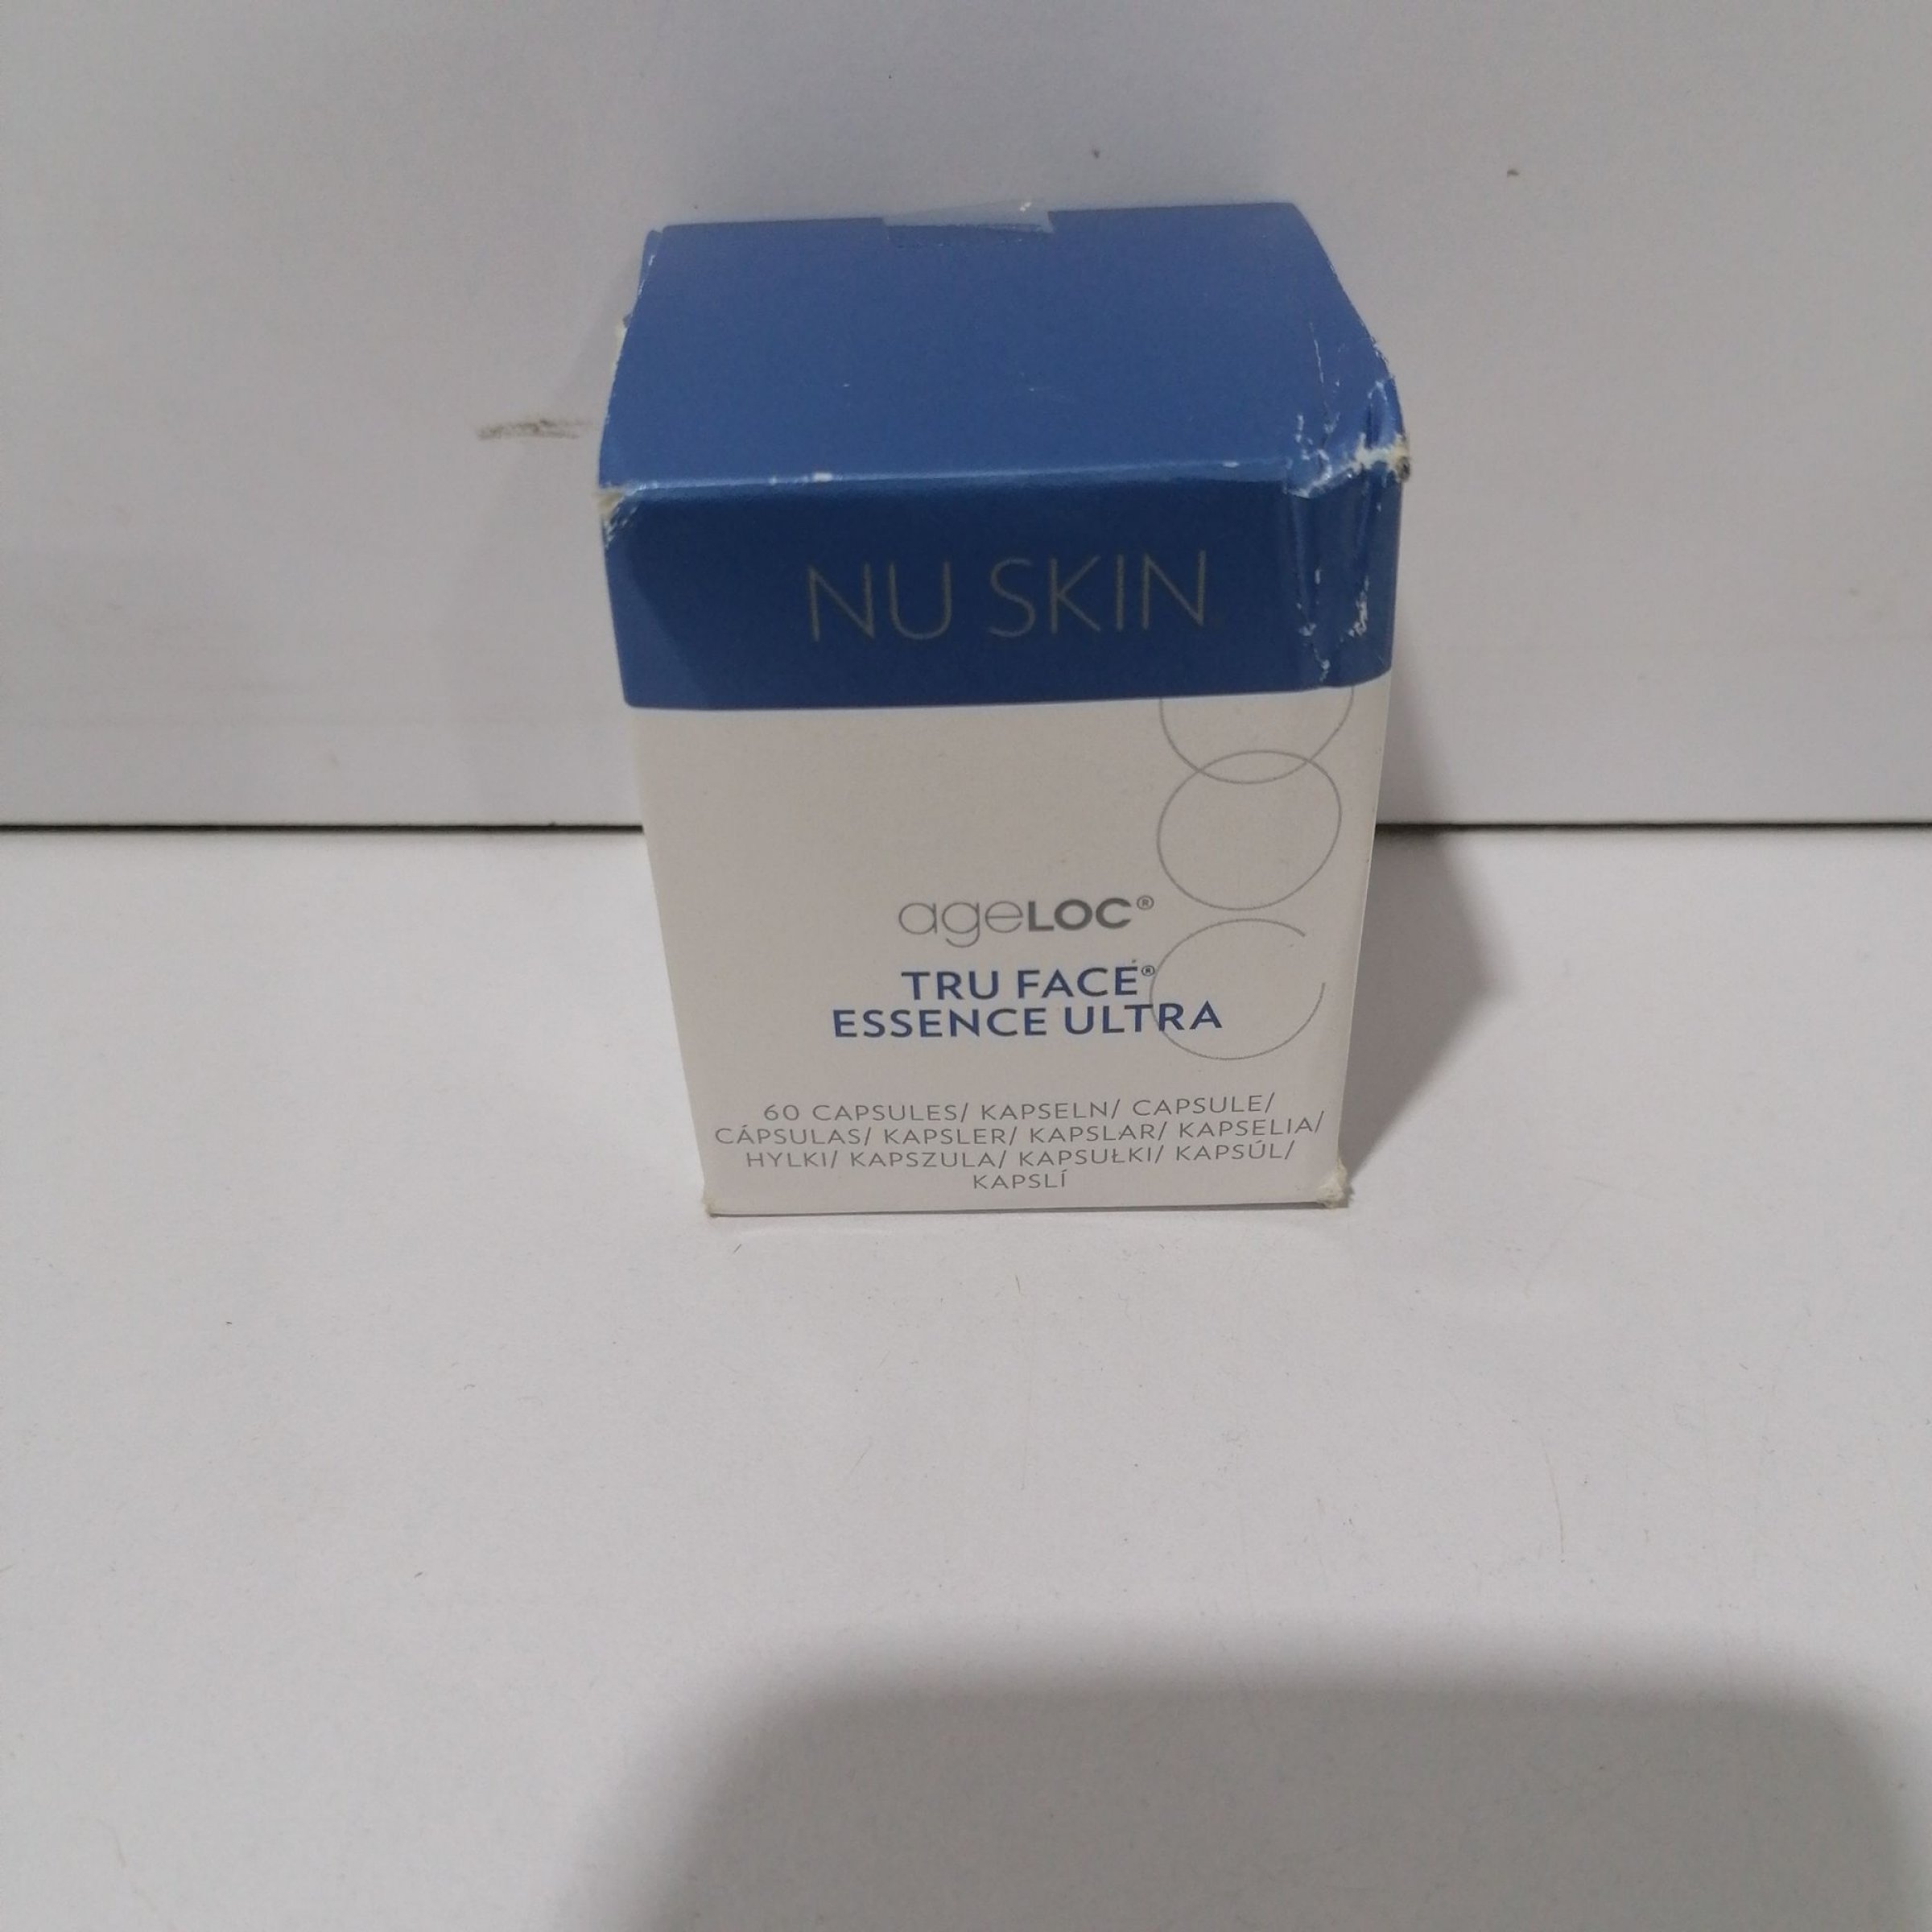 NU SKIN
ageLOC®
TRU FACE®
ESSENCE ULTRA
60 CAPSULES/ KAPSELN/ CAPSULE/
CÁPSULAS/ KAPSLER/ KAPSLAR/ KAPSELIA/
HYLKI/ KAPSZULA/ KAPSUŁKI/ KAPSÚL/
KAPSLÍ